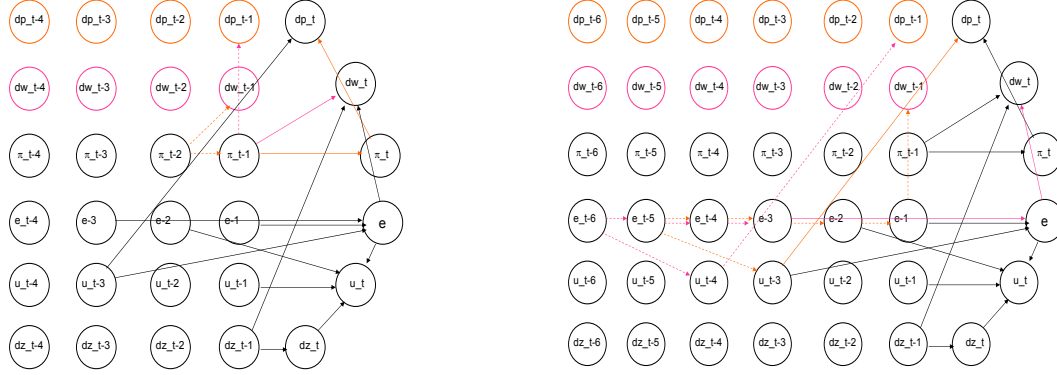 dp_t-4 dp_t-3 dp_t-2 dp_t-1 dp_t
dw_t-4 dw_t-3 dw_t-2 dw_t-1 dw_t
π_t-4 π_t-3 π_t-2 π_t-1 π_t
e_t-4 e-3 e-2 e-1 e
u_t-4 u_t-3 u_t-2 u_t-1 u_t
dz_t-4 dz_t-3 dz_t-2 dz_t-1 dz_t
dp_t-6 dp_t-5 dp_t-4 dp_t-3 dp_t-2 dp_t-1 dp_t
dw_t-6 dw_t-5 dw_t-4 dw_t-3 dw_t-2 dw_t-1 dw_t
π_t-6 π_t-5 π_t-4 π_t-3 π_t-2 π_t-1 π_t
e_t-6 e_t-5 e_t-4 e-3 e-2 e-1 e
u_t-6 u_t-5 u_t-4 u_t-3 u_t-2 u_t-1 u_t
dz_t-6 dz_t-5 dz_t-4 dz_t-3 dz_t-2 dz_t-1 dz_t